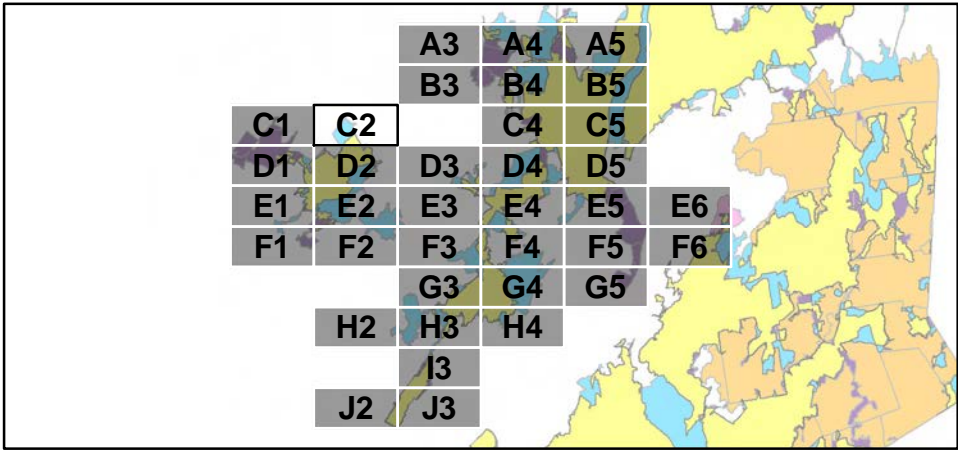 A3 A4 A5
B3 B4 B5
C1 C2 C4 C5
D1 D2 D3 D4 D5
E1 E2 E3 E4 E5 E6
F1 F2 F3 F4 F5 F6
G3 G4 G5
H2 H3 H4
I3
J2 J3